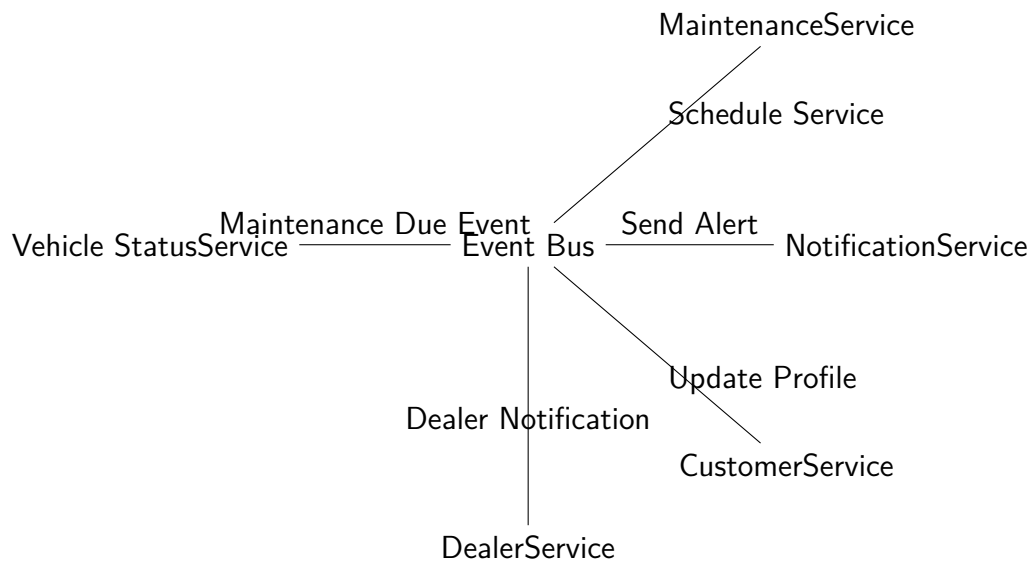 MaintenanceService
Schedule Service
Maintenance Due Event
Send Alert
Vehicle StatusService
Event Bus
NotificationService
Update Profile
Dealer Notification
CustomerService
DealerService